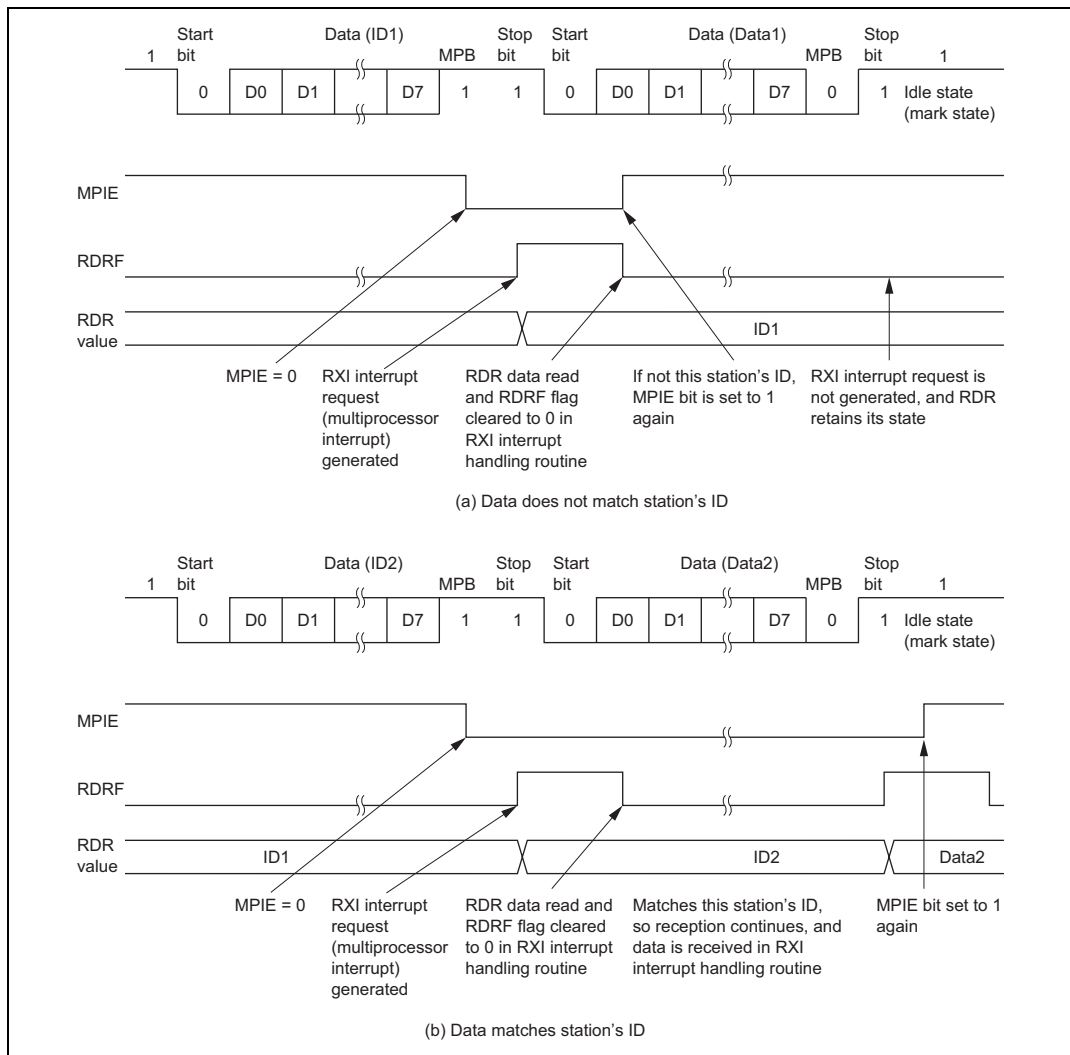 Start bit Data (ID1) MPB Stop bit Start bit Data (Data1) MPB Stop bit
1 1
0 D0 D1 D7 1 1 0 D0 D1 D7 0 1 Idle state (mark state)
MPIE
RDRF
RDR value
ID1
MPIE = 0
RXI interrupt
request
(multiprocessor
interrupt)
generated
RDR data read
and RDRF flag
cleared to 0 in
RXI interrupt
handling routine
If not this station's ID,
MPIE bit is set to 1
again
RXI interrupt request is
not generated, and RDR
retains its state
(a) Data does not match station's ID
Start bit Data (ID2) MPB Stop bit Start bit Data (Data2) MPB Stop bit
1 1
0 D0 D1 D7 1 1 0 D0 D1 D7 0 1 Idle state (mark state)
MPIE
RDRF
RDR value
ID1 ID2 Data2
MPIE = 0
RXI interrupt
request
(multiprocessor
interrupt)
generated
RDR data read and
RDRF flag cleared
to 0 in RXI interrupt
handling routine
Matches this station's ID,
so reception continues, and
data is received in RXI
interrupt handling routine
MPIE bit set to 1
again
(b) Data matches station's ID